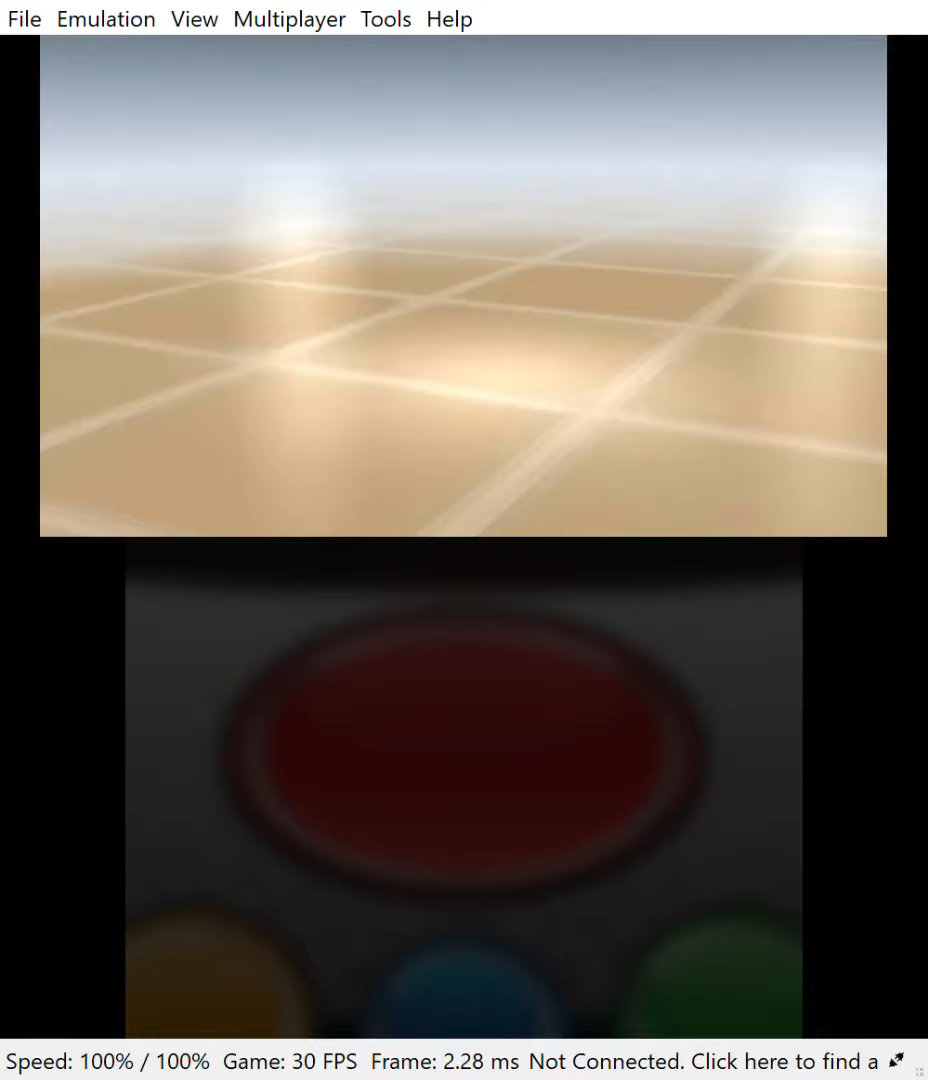 File Emulation View Multiplayer Tools Help
Speed: 100% / 100% Game: 30 FPS Frame: 2.28 ms Not Connected. Click here to find a